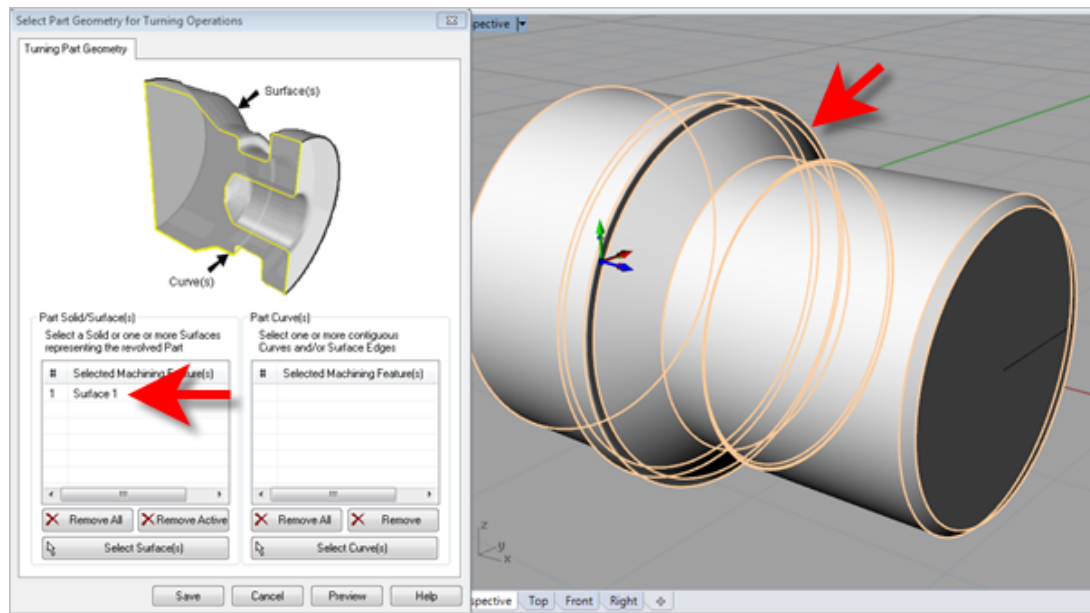 Select Part Geometry for Turning Operations
Turning Part Geometry
Surface(s)
Curve(s)
Part Solid/Surface(s)
Select a Solid or one or more Surfaces
representing the revolved Part
# Selected Machining Feature(s)
1 Surface 1
Remove All
Remove Active
Select Surface(s)
Part Curve(s)
Select one or more contiguous
Curves and/or Surface Edges
# Selected Machining Feature(s)
Remove All
Remove
Select Curve(s)
Save
Cancel
Preview
Help
spective
z
y
x
spective
Top
Front
Right